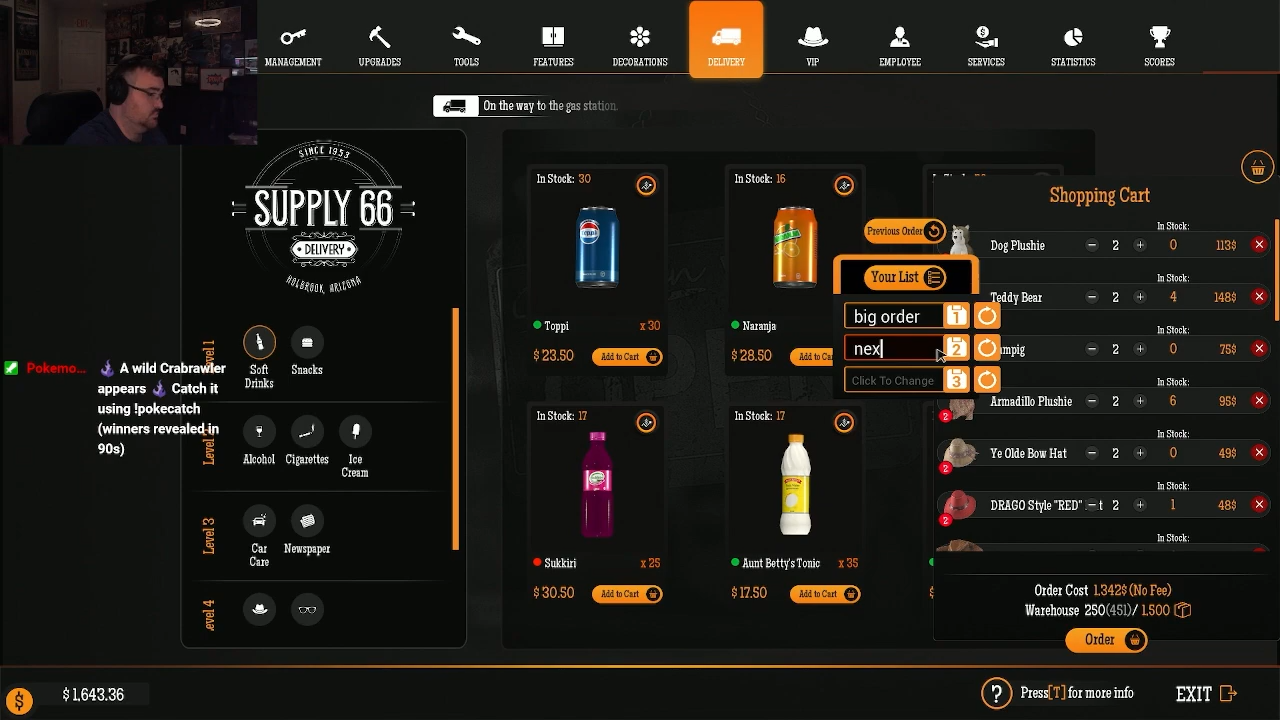 MANAGEMENT
UPGRADES
TOOLS
FEATURES
DECORATIONS
DELIVERY
VIP
EMPLOYEE
SERVICES
STATISTICS
SCORES
On the way to the gas station.
SINCE 1953
SUPPLY 66
DELIVERY
HOLBROOK, ARIZONA
Level 1
Soft
Drinks
Snacks
Alcohol
Cigarettes
Ice
Cream
Level 3
Car
Care
Newspaper
Level 4
Pokemo...
A wild Crabrawler
appears Catch it
using !pokecatch
(winners revealed in
90s)
In Stock: 30
Toppi
x 30
$ 23.50
Add to Cart
In Stock: 16
Naranja
$ 28.50
Add to Car
In Stock: 17
Sukkiri
x 25
$ 30.50
Add to Cart
In Stock: 17
Aunt Betty's Tonic
x 35
$ 17.50
Add to Cart
Previous Order
Your List
big order
1
nex
2
Click To Change
3
Shopping Cart
In Stock:
Dog Plushie
2
0
113$
In Stock:
Teddy Bear
2
4
148$
In Stock:
2
0
75$
In Stock:
Armadillo Plushie
2
6
95$
2
In Stock:
Ye Olde Bow Hat
2
0
49$
2
In Stock:
DRAGO Style "RED"
2
1
48$
2
In Stock:
Order Cost 1.342$ (No Fee)
Warehouse 250(451)/ 1.500
Order
$ 1,643.36
? Press[T] for more info
EXIT